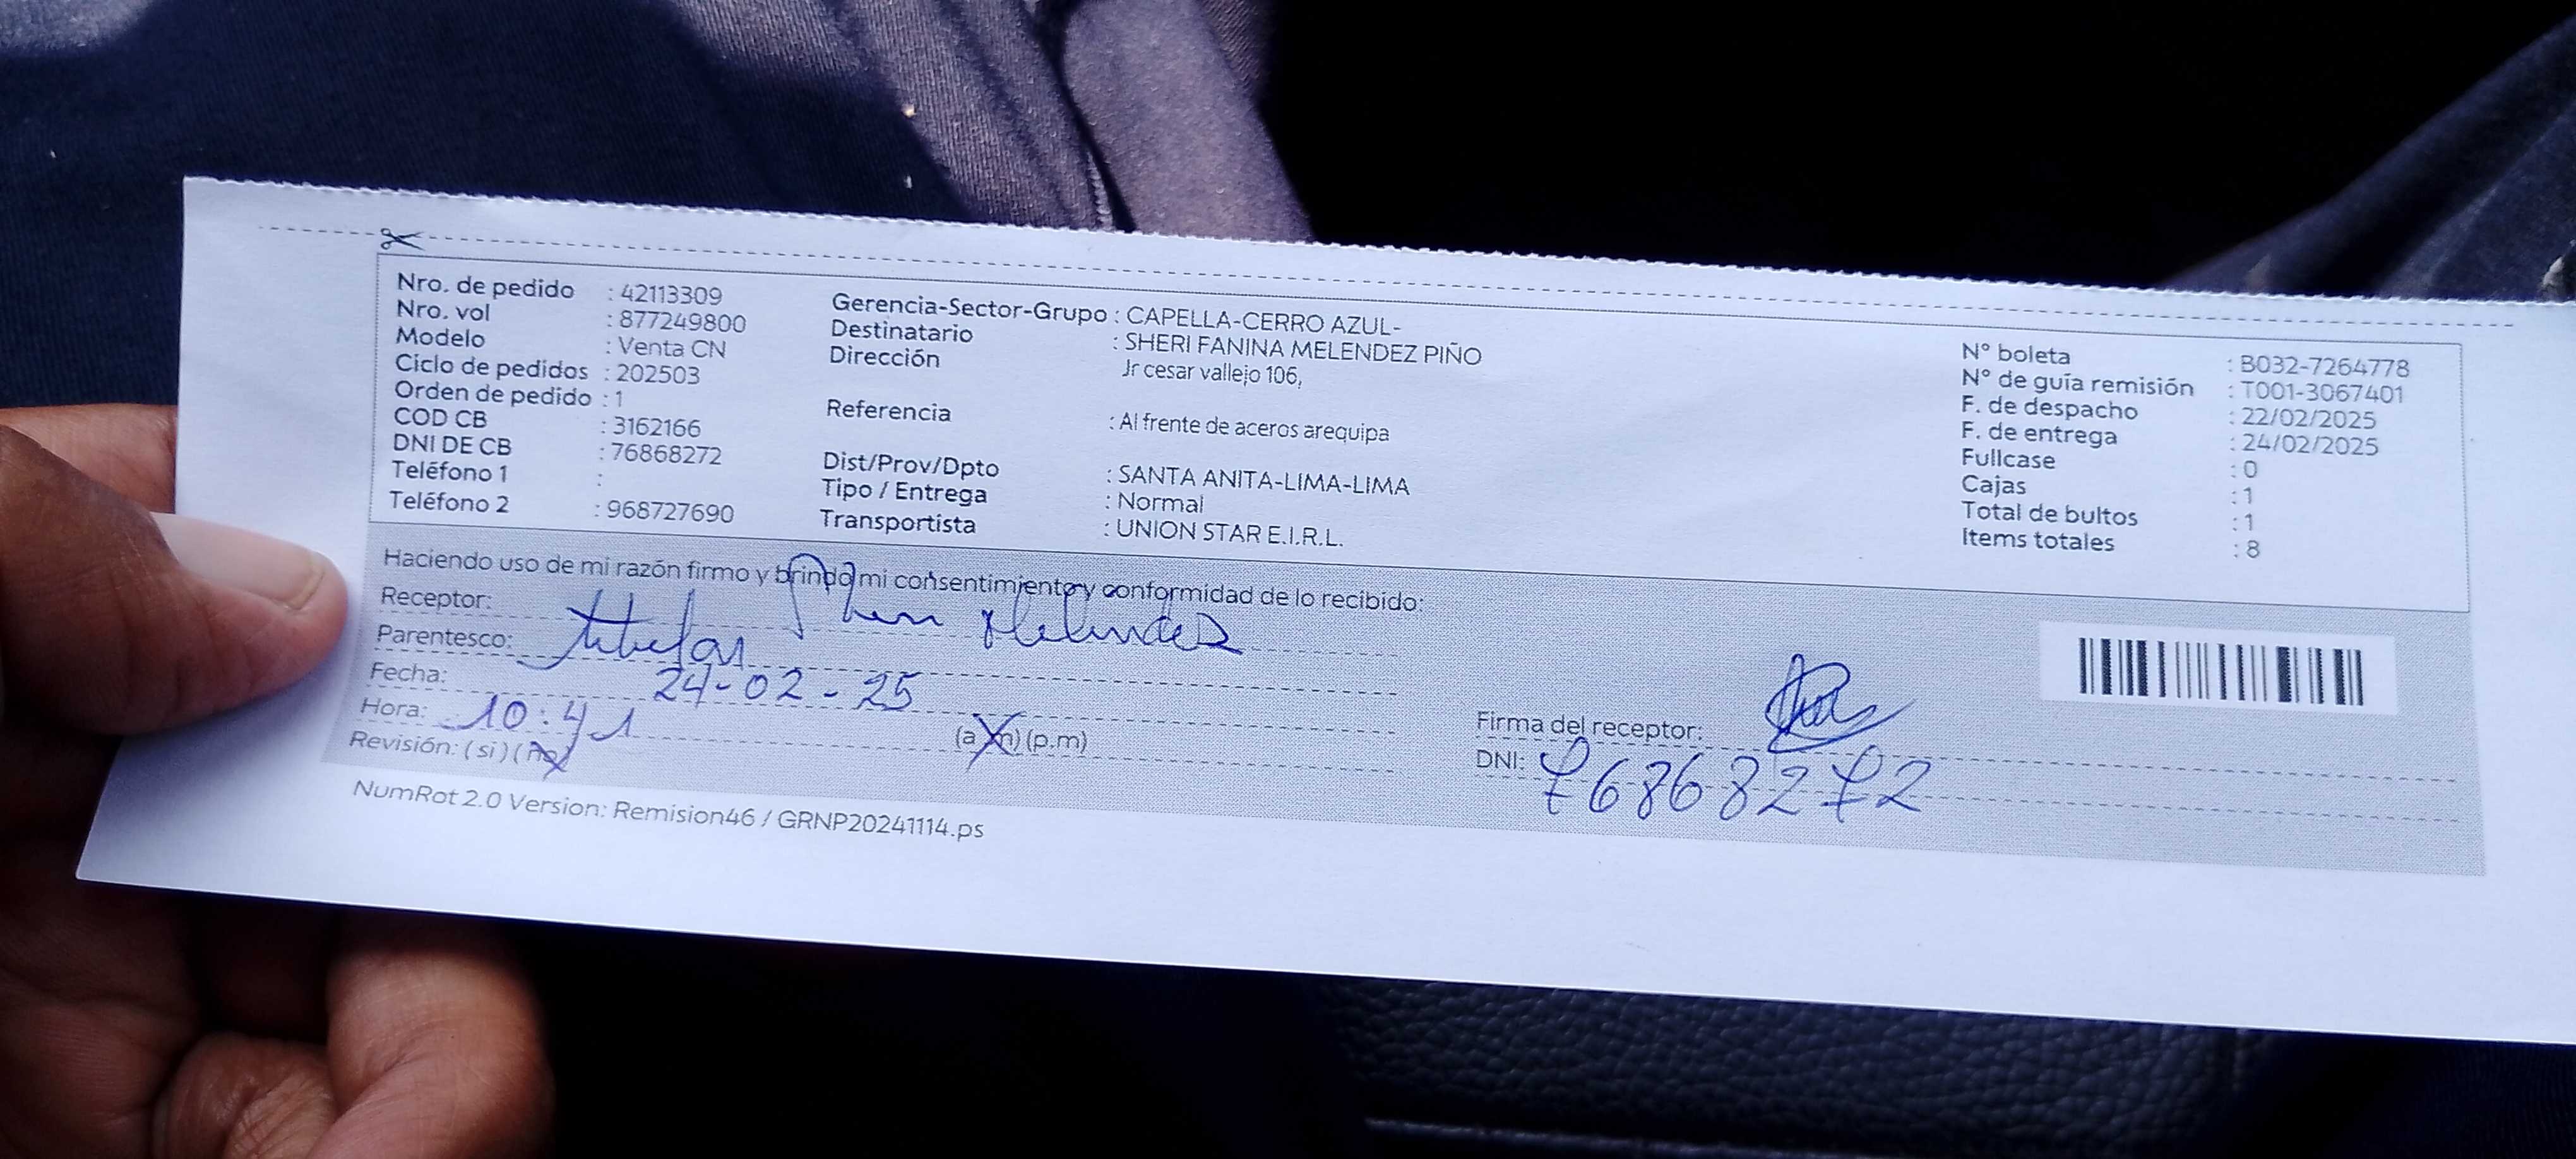 Nro. de pedido : 42113309
Nro. vol : 877249800
Modelo : Venta CN
Ciclo de pedidos : 202503
Orden de pedido : 1
COD CB : 3162166
DNI DE CB : 76868272
Teléfono 1 :
Teléfono 2 : 968727690
Gerencia-Sector-Grupo : CAPELLA-CERRO AZUL-
Destinatario : SHERI FANINA MELENDEZ PIÑO
Dirección Jr cesar vallejo 106,
Referencia : Al frente de aceros arequipa
Dist/Prov/Dpto : SANTA ANITA-LIMA-LIMA
Tipo / Entrega : Normal
Transportista : UNION STAR E.I.R.L.
N° boleta : B032-7264778
N° de guía remisión : T001-3067401
F. de despacho : 22/02/2025
F. de entrega : 24/02/2025
Fullcase : 0
Cajas : 1
Total de bultos : 1
Items totales : 8
Haciendo uso de mi razón firmo y brindo mi consentimiento y conformidad de lo recibido:
Receptor: Sheri Melendez
Parentesco: titular
Fecha: 24-02-25
Hora: 10:41 (a.m) (p.m)
Revisión: (si) (no)
Firma del receptor:
DNI: 76868272
NumRot 2.0 Version: Remision46 / GRNP20241114.ps